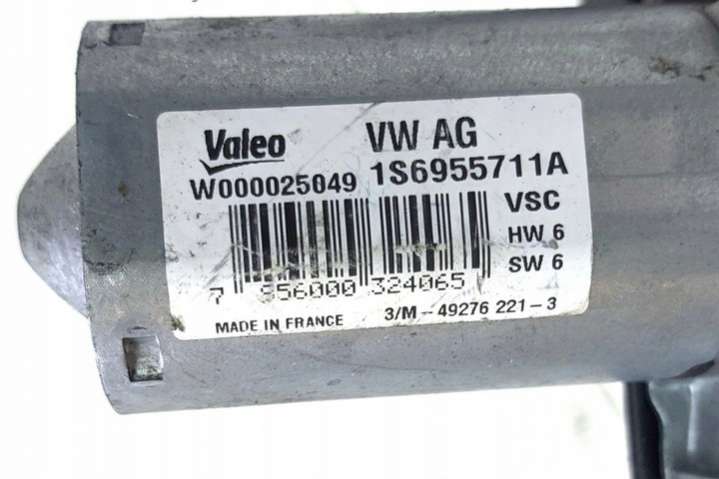 Valeo VW AG
W000025049 1S6955711A
VSC
HW 6
SW 6
7 556000 324065
MADE IN FRANCE 3/M - 49276 221-3